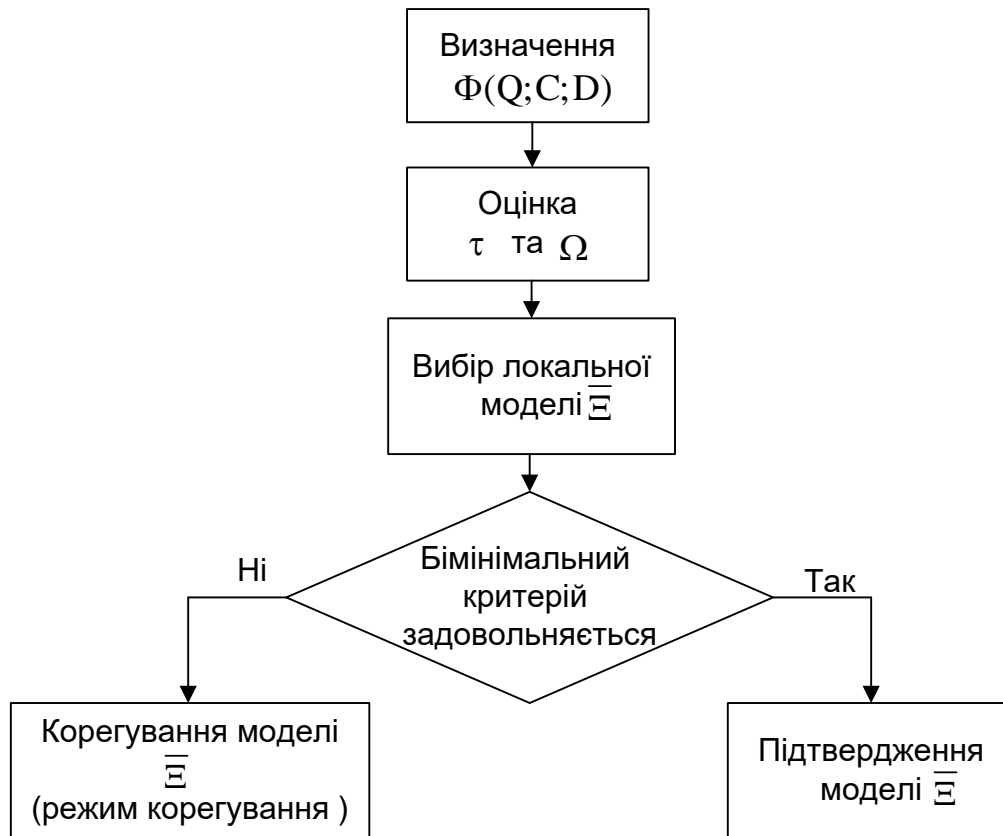 Визначення
Φ(Q;C;D)
Оцінка
τ та Ω
Вибір локальної
моделі Ξ̅
Бімінімальний
критерій
задовольняється
Ні
Так
Корегування моделі
Ξ̅
(режим корегування )
Підтвердження
моделі Ξ̅